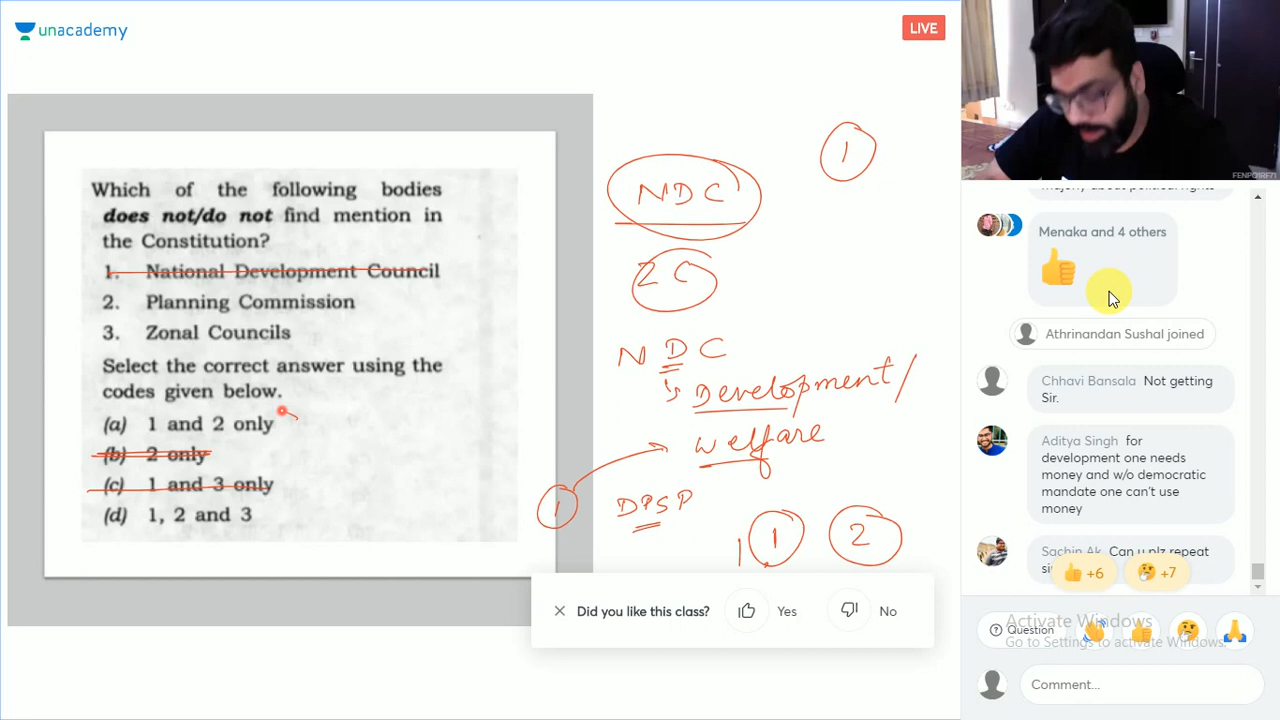 unacademy
LIVE
Which of the following bodies
does not/do not find mention in
the Constitution?
1. National Development Council
2. Planning Commission
3. Zonal Councils
Select the correct answer using the
codes given below.
(a) 1 and 2 only
(b) 2 only
(c) 1 and 3 only
(d) 1, 2 and 3
1
NDC
ZC
NDC
Development/
welfare
1
DPSP
1
2
Did you like this class?
Yes
No
FENPO1RF71
majority about political rights
Menaka and 4 others
Athrinandan Sushal joined
Chhavi Bansala Not getting
Sir.
Aditya Singh for
development one needs
money and w/o democratic
mandate one can't use
money
Sachin Ak Can u plz repeat
+6
+7
Activate Windows
Go to Settings to activate Windows.
Question
Comment...